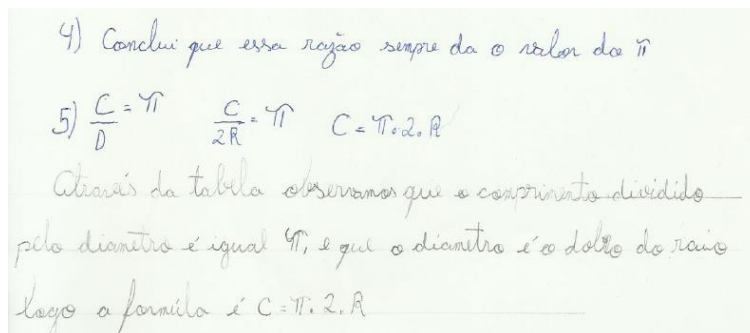 4) Conclui que essa razão sempre da o valor do π
5) C/D = π   C/2R = π   C = π.2.R
Através da tabela observamos que o comprimento dividido
pelo diametro é igual π, e que o diametro é o dobro do raio
logo a formúla é C = π. 2. R